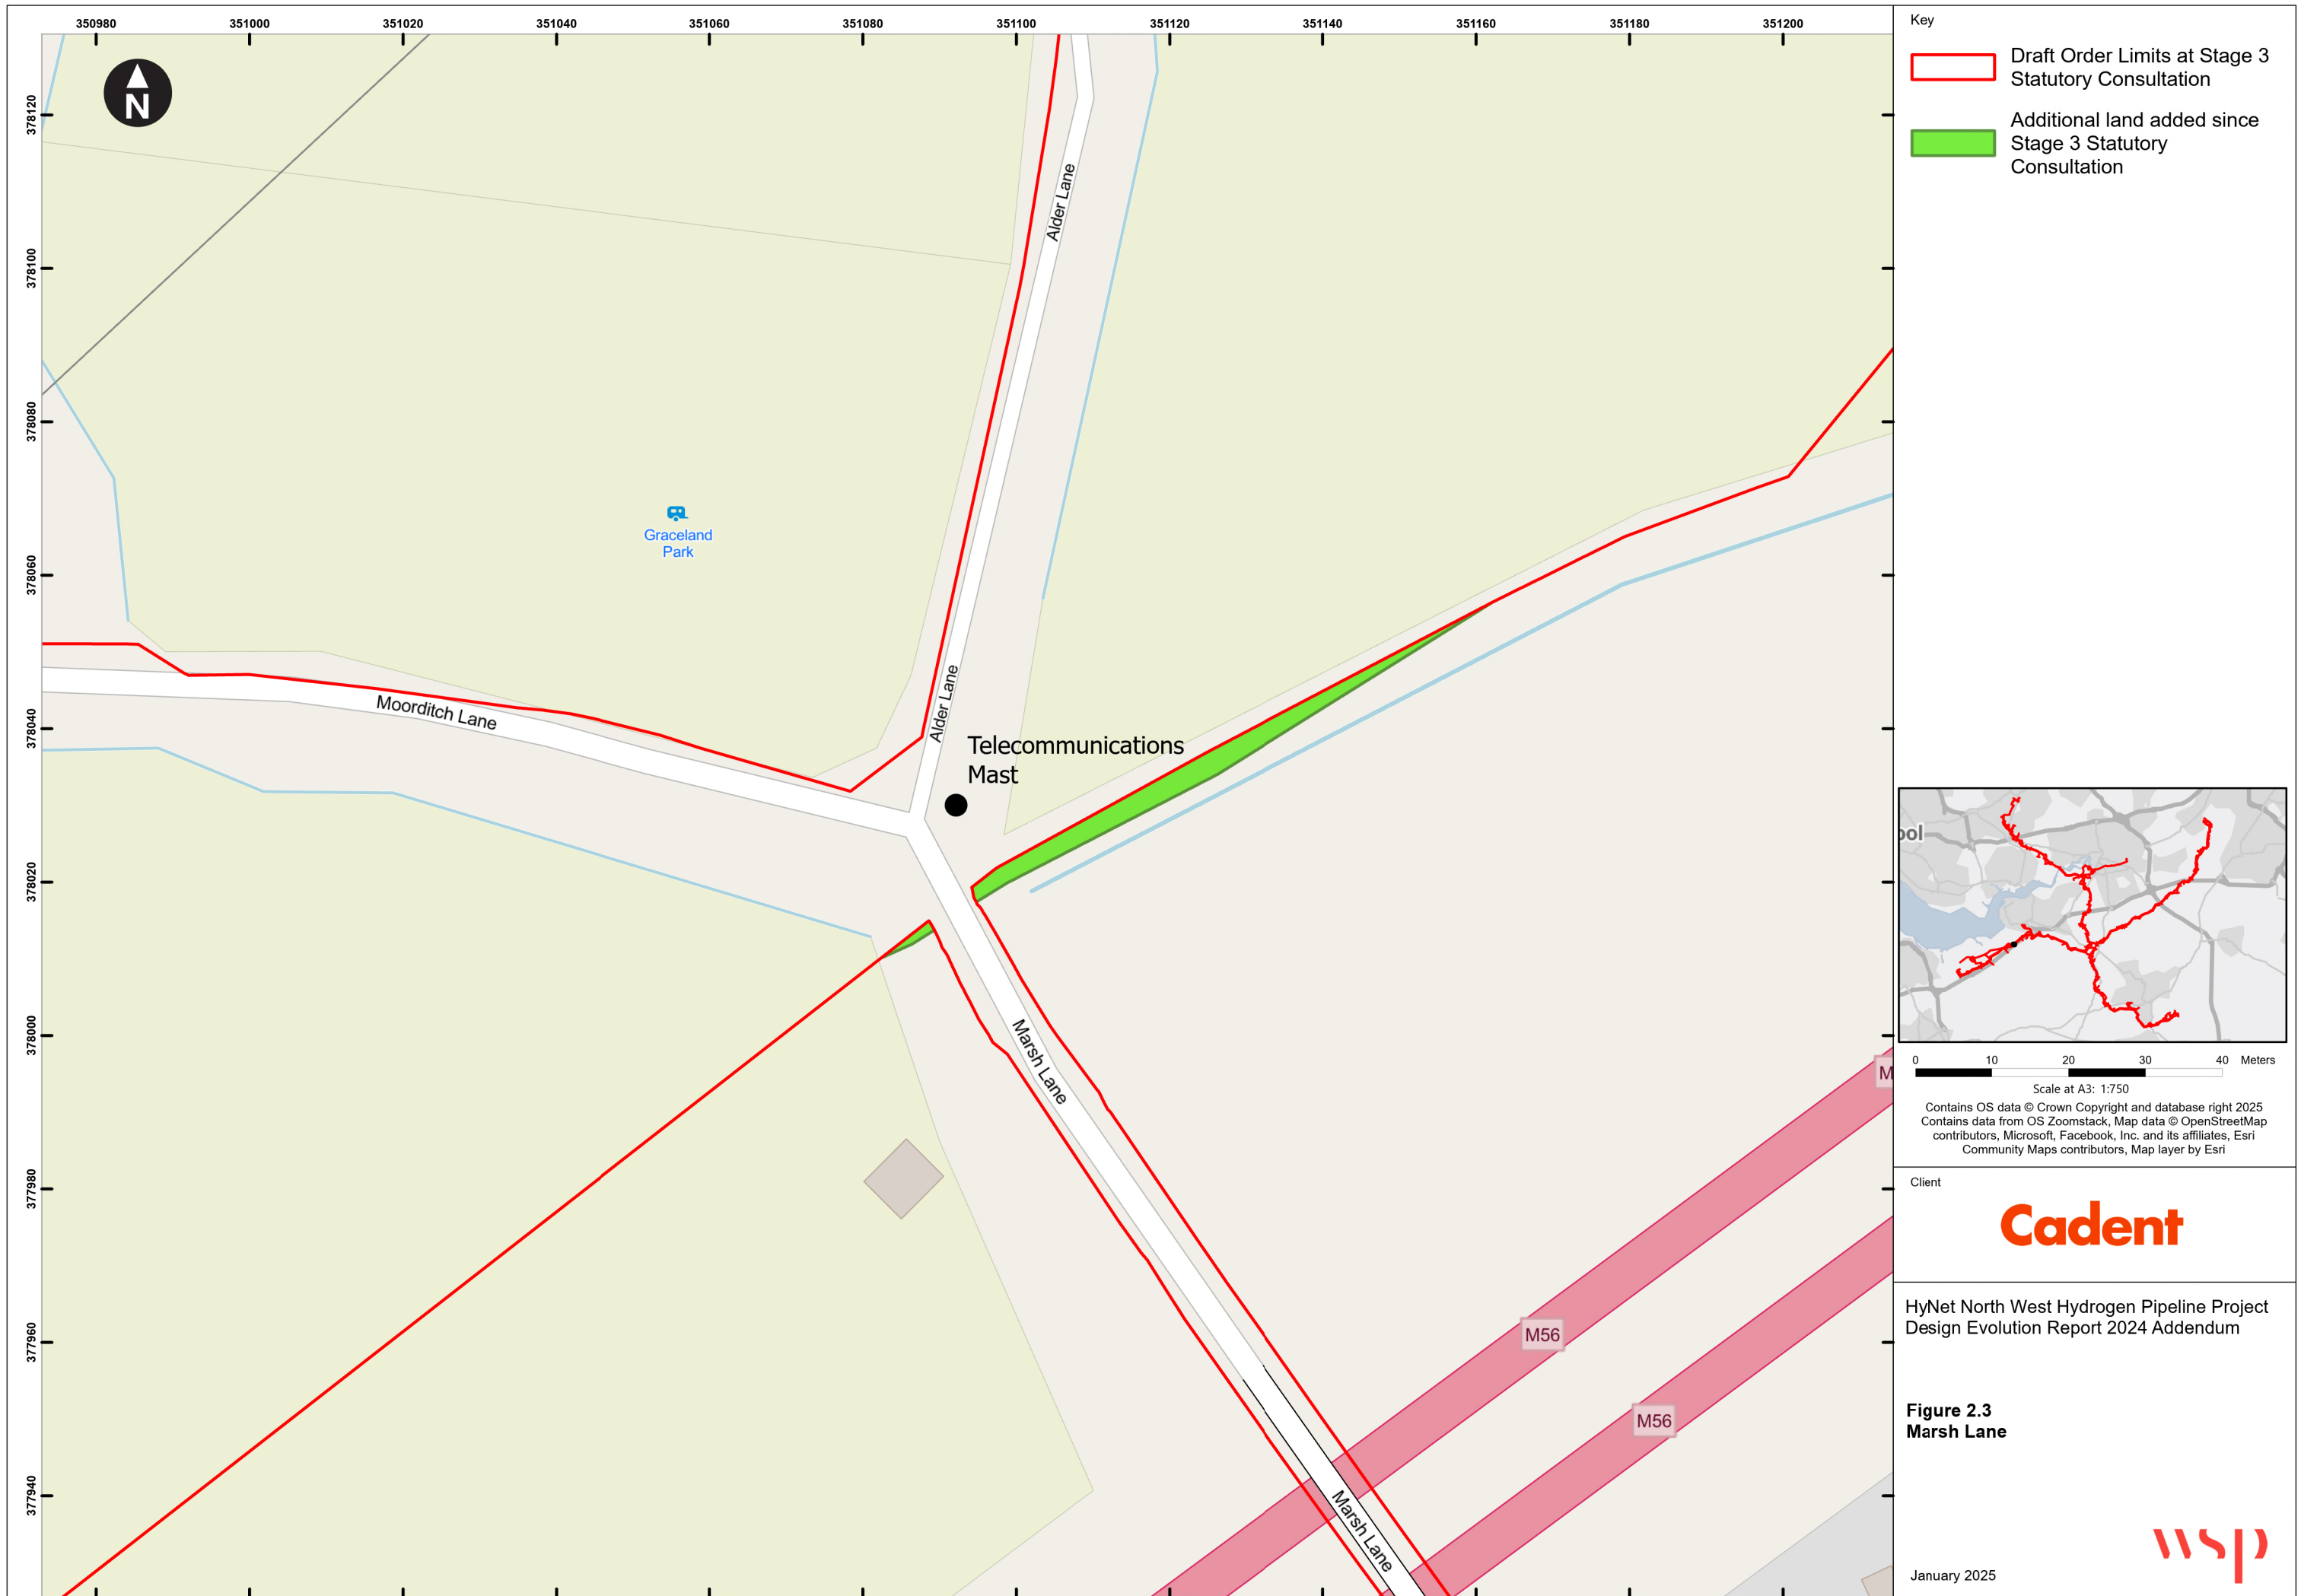 350980
351000
351020
351040
351060
351080
351100
351120
351140
351160
351180
351200
378120
378100
378080
378060
378040
378020
378000
377980
377960
377940
N
Alder Lane
Graceland
Park
Moorditch Lane
Alder Lane
Telecommunications
Mast
Marsh Lane
M
M56
M56
Marsh Lane
Key
Draft Order Limits at Stage 3
Statutory Consultation
Additional land added since
Stage 3 Statutory
Consultation
ool
0 10 20 30 40 Meters
Scale at A3: 1:750
Contains OS data © Crown Copyright and database right 2025
Contains data from OS Zoomstack, Map data © OpenStreetMap
contributors, Microsoft, Facebook, Inc. and its affiliates, Esri
Community Maps contributors, Map layer by Esri
Client
Cadent
HyNet North West Hydrogen Pipeline Project
Design Evolution Report 2024 Addendum
Figure 2.3
Marsh Lane
wsp
January 2025